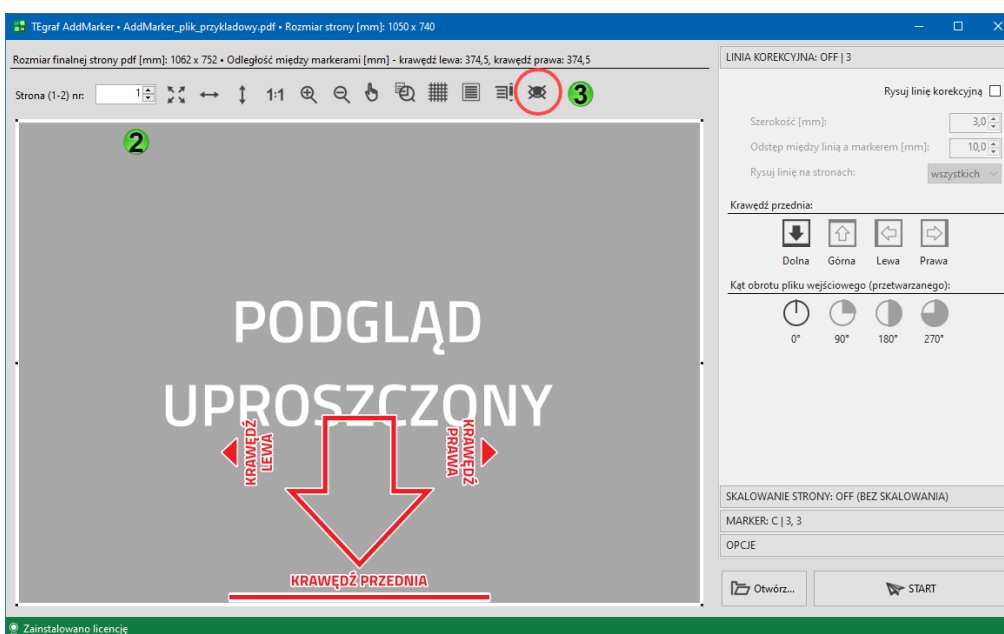 TEgraf AddMarker • AddMarker_plik_przykladowy.pdf • Rozmiar strony [mm]: 1050 x 740
Rozmiar finalnej strony pdf [mm]: 1062 x 752 • Odległość między markerami [mm] - krawędź lewa: 374,5, krawędź prawa: 374,5
Strona (1-2) nr: 1
1:1
3
2
PODGLĄD
UPROSZCZONY
KRAWĘDŹ
LEWA
KRAWĘDŹ
PRAWA
KRAWĘDŹ PRZEDNIA
LINIA KOREKCYJNA: OFF | 3
Rysuj linię korekcyjną
Szerokość [mm]: 3,0
Odstęp między linią a markerem [mm]: 10,0
Rysuj linię na stronach: wszystkich
Krawędź przednia:
Dolna Górna Lewa Prawa
Kąt obrotu pliku wejściowego (przetwarzanego):
0° 90° 180° 270°
SKALOWANIE STRONY: OFF (BEZ SKALOWANIA)
MARKER: C | 3, 3
OPCJE
Otwórz... START
Zainstalowano licencję